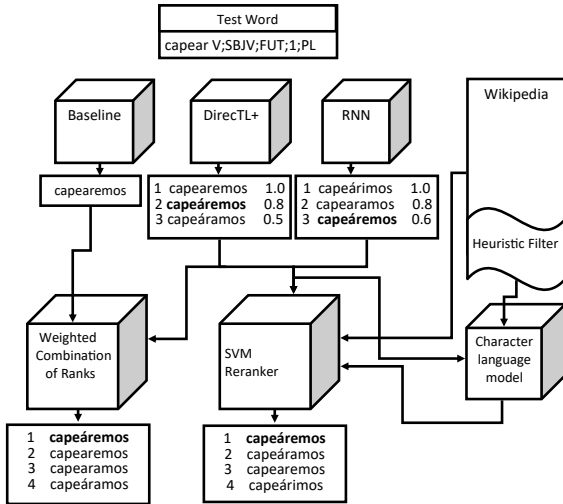 Test Word
capear V;SBJV;FUT;1;PL
Baseline
DirecTL+
RNN
Wikipedia
capearemos
1 capearemos 1.0
2 capeáremos 0.8
3 capeáramos 0.5
1 capeárimos 1.0
2 capearamos 0.8
3 capeáremos 0.6
Heuristic Filter
Weighted
Combination
of Ranks
SVM
Reranker
Character
language
model
1 capeáremos
2 capearemos
3 capearamos
4 capeáramos
1 capeáremos
2 capeáramos
3 capearemos
4 capeárimos